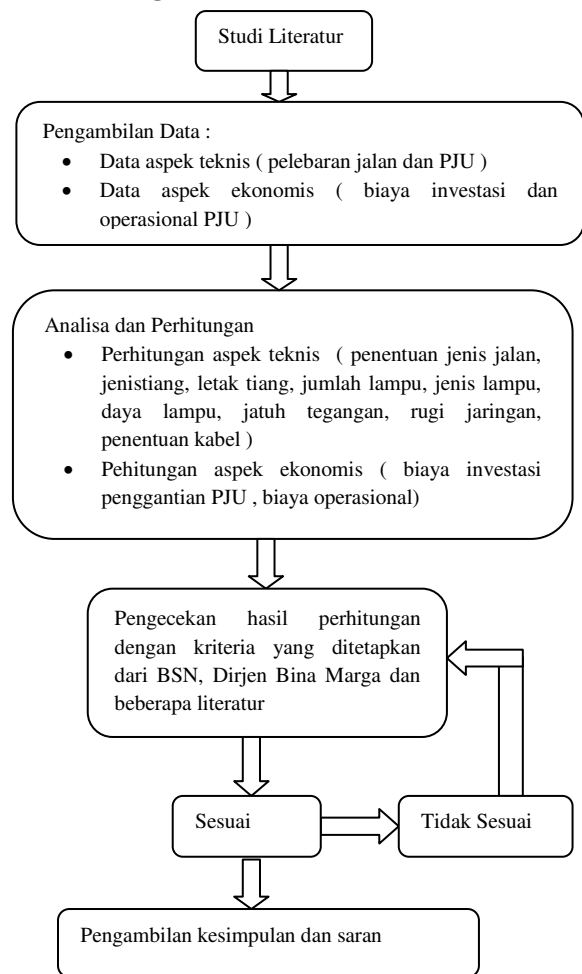 Studi Literatur
Pengambilan Data :
• Data aspek teknis ( pelebaran jalan dan PJU )
• Data aspek ekonomis ( biaya investasi dan
operasional PJU )
Analisa dan Perhitungan
• Perhitungan aspek teknis ( penentuan jenis jalan,
jenistiang, letak tiang, jumlah lampu, jenis lampu,
daya lampu, jatuh tegangan, rugi jaringan,
penentuan kabel )
• Pehitungan aspek ekonomis ( biaya investasi
penggantian PJU , biaya operasional)
Pengecekan hasil perhitungan
dengan kriteria yang ditetapkan
dari BSN, Dirjen Bina Marga dan
beberapa literatur
Sesuai
Tidak Sesuai
Pengambilan kesimpulan dan saran